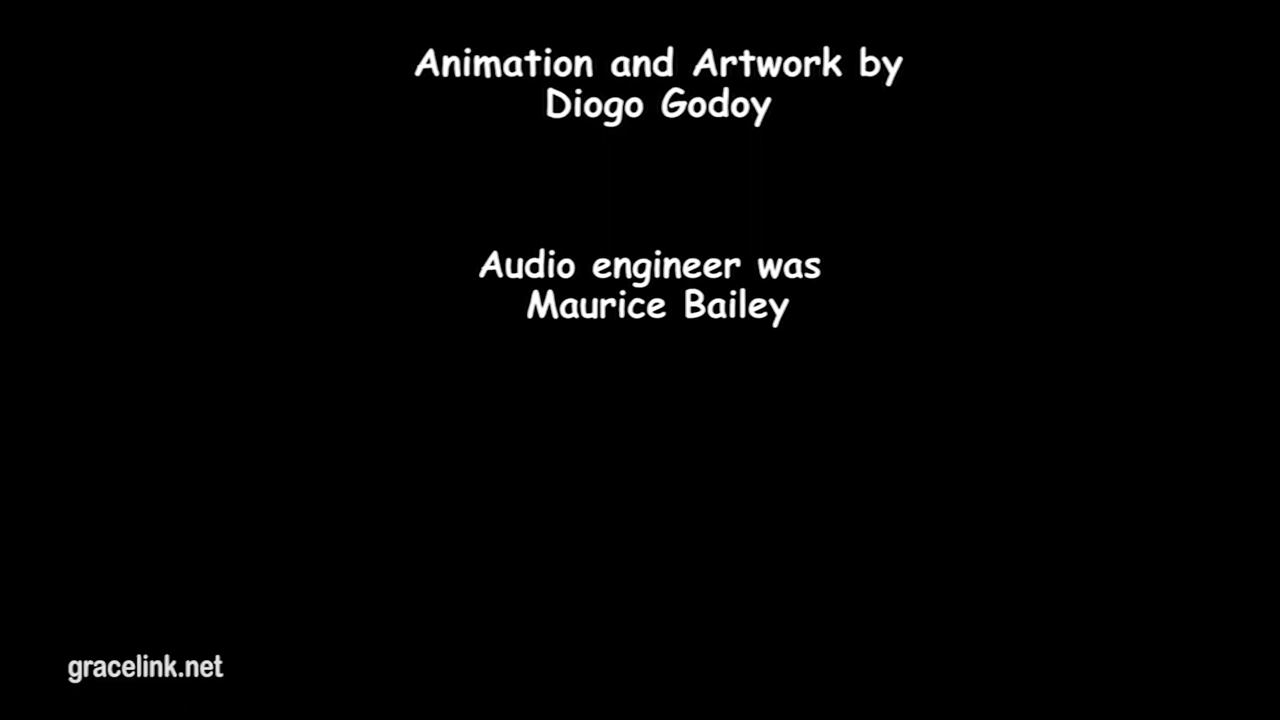 Animation and Artwork by
Diogo Godoy
Audio engineer was
Maurice Bailey
gracelink.net